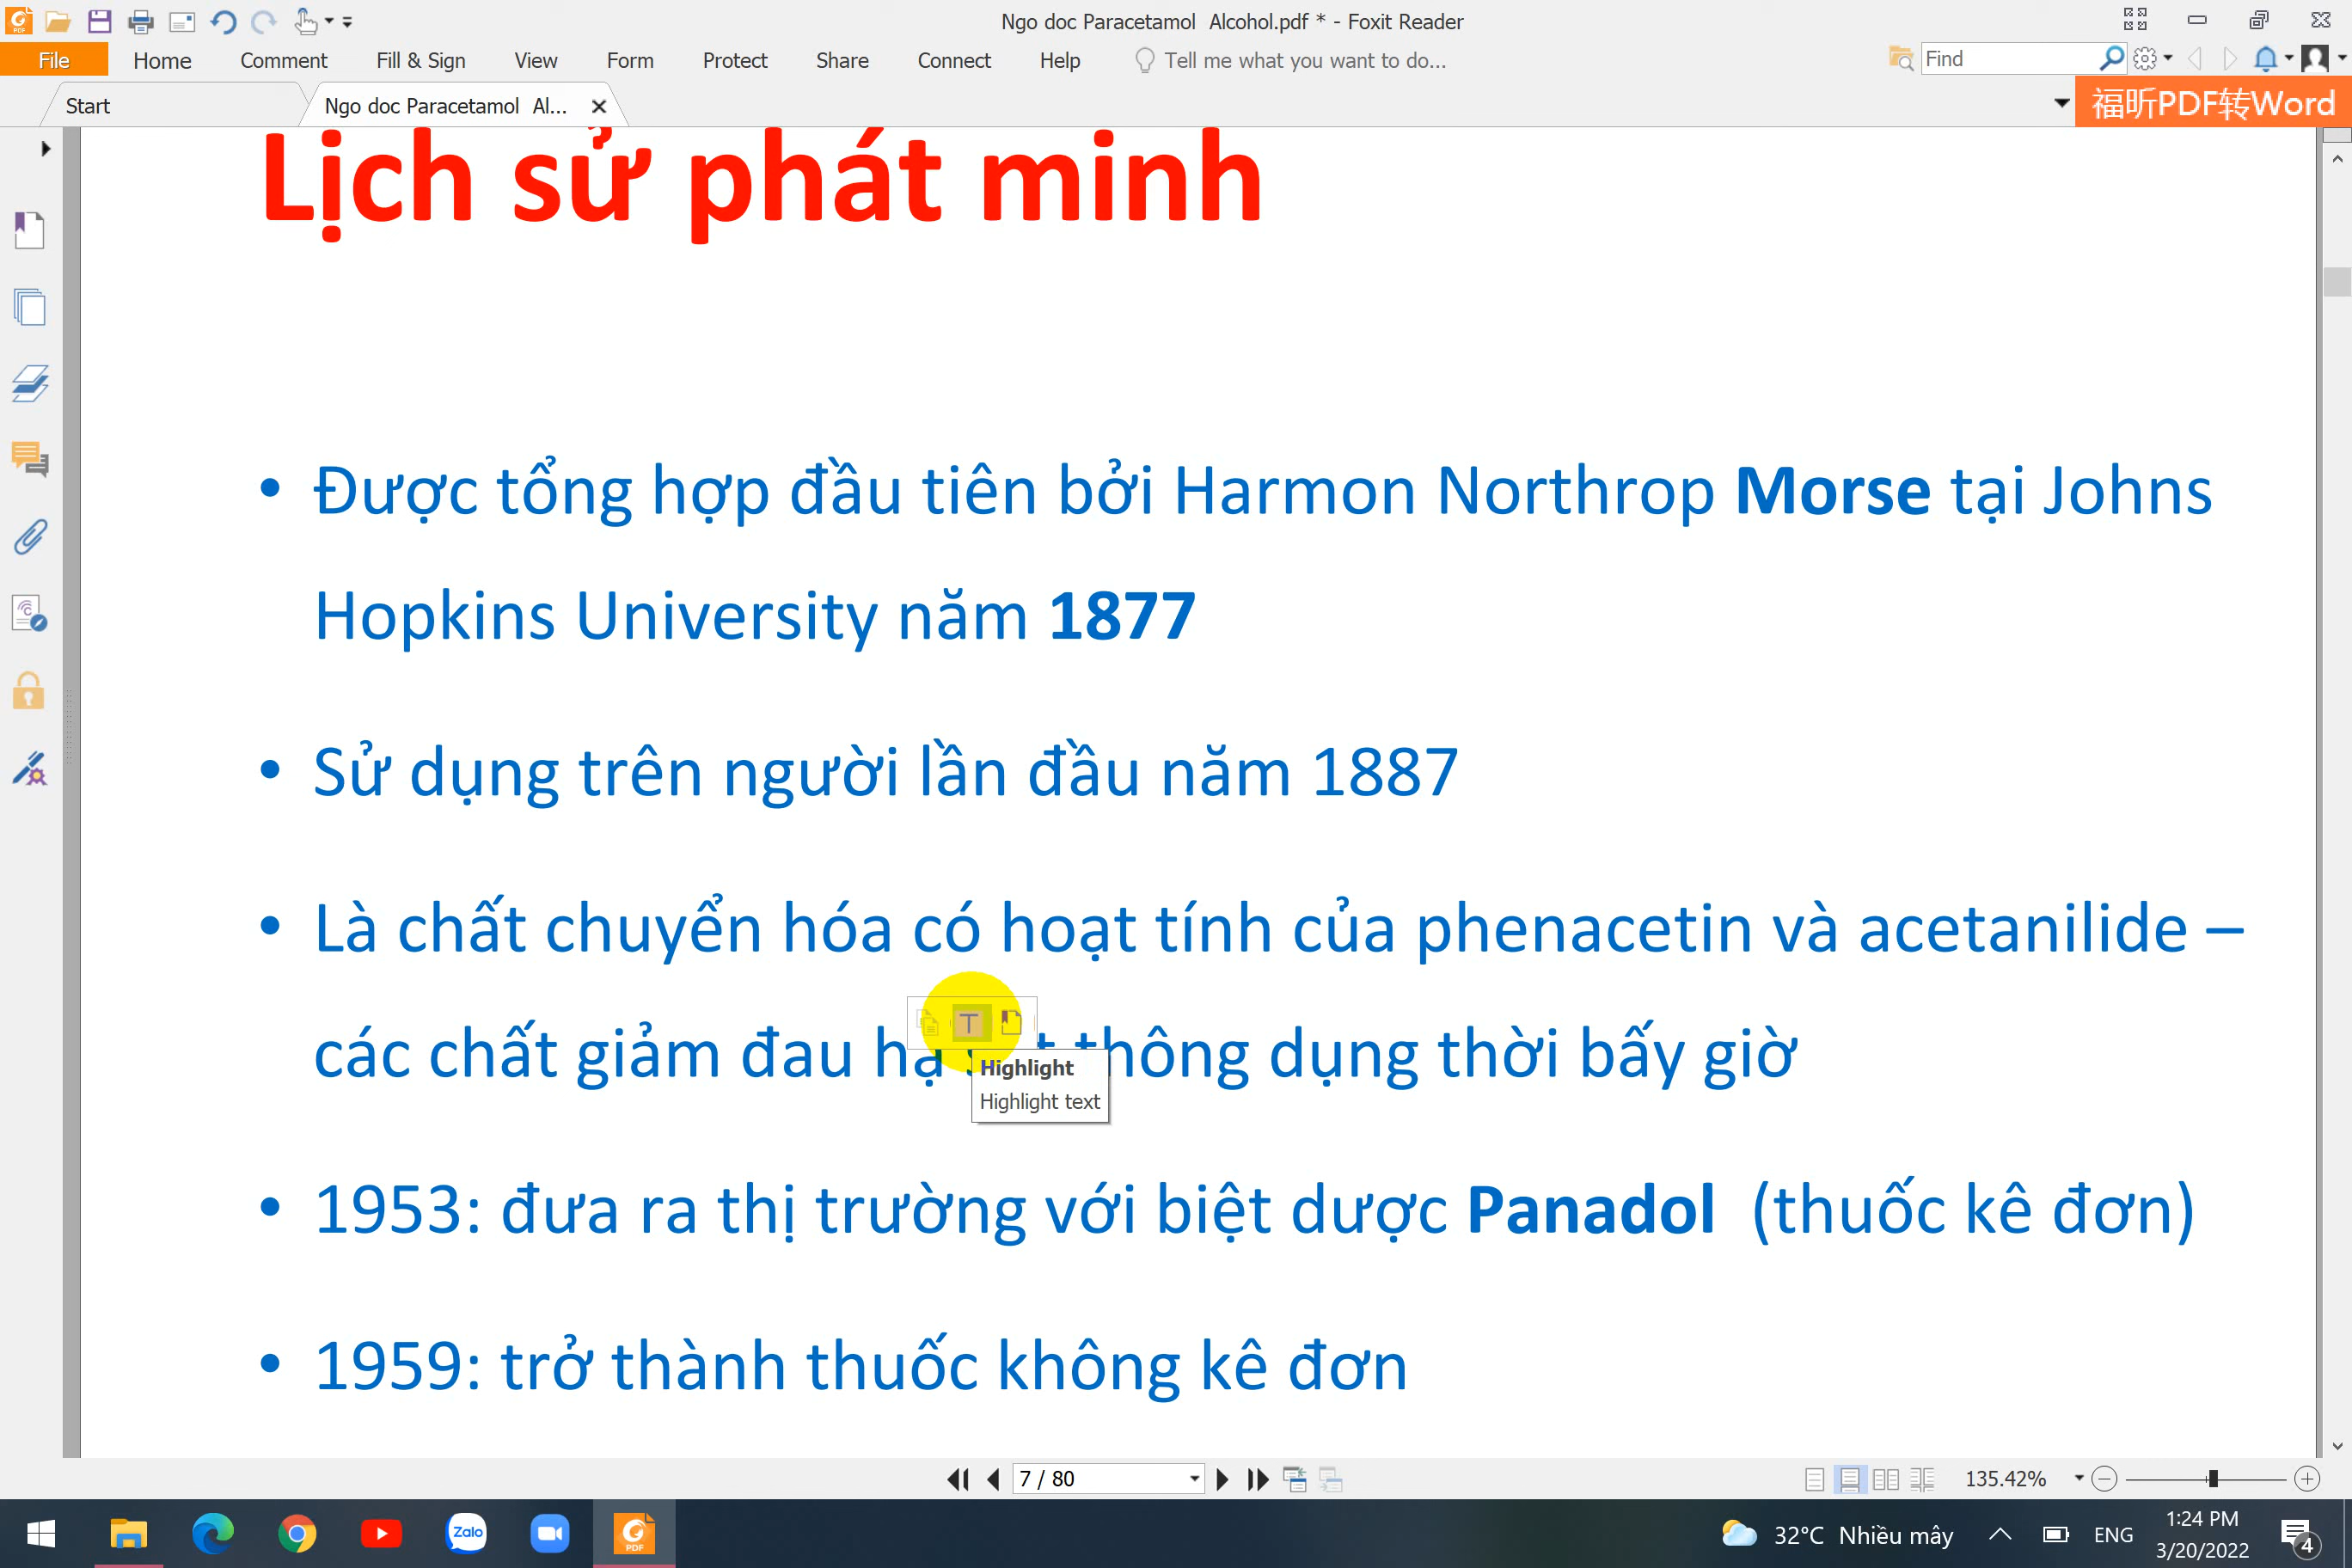 Ngo doc Paracetamol  Alcohol.pdf * - Foxit Reader
File Home Comment Fill & Sign View Form Protect Share Connect Help Tell me what you want to do... Find
Start Ngo doc Paracetamol  Al... 福昕PDF转Word
Lịch sử phát minh
• Được tổng hợp đầu tiên bởi Harmon Northrop Morse tại Johns
Hopkins University năm 1877
• Sử dụng trên người lần đầu năm 1887
• Là chất chuyển hóa có hoạt tính của phenacetin và acetanilide –
các chất giảm đau hạ thông dụng thời bấy giờ
Highlight
Highlight text
• 1953: đưa ra thị trường với biệt dược Panadol  (thuốc kê đơn)
• 1959: trở thành thuốc không kê đơn
7 / 80 135.42%
Zalo PDF 32°C Nhiều mây ENG 1:24 PM
3/20/2022 4